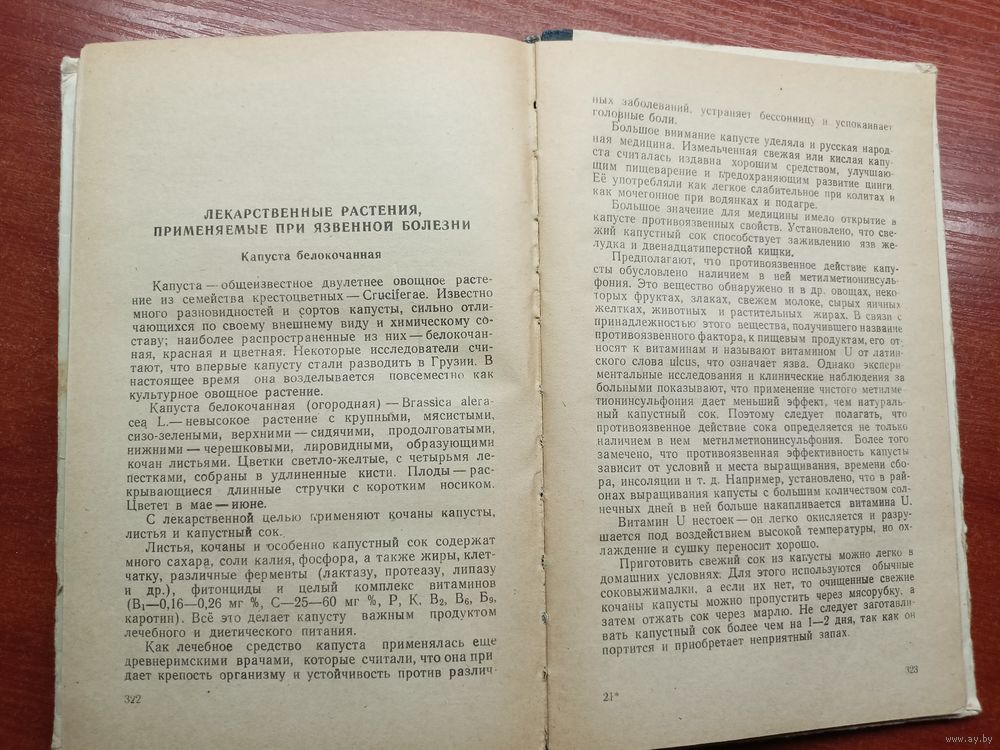 ЛЕКАРСТВЕННЫЕ РАСТЕНИЯ,
ПРИМЕНЯЕМЫЕ ПРИ ЯЗВЕННОЙ БОЛЕЗНИ
Капуста белокочанная
Капуста — общеизвестное двулетнее овощное расте-
ние из семейства крестоцветных — Cruciferae. Известно
много разновидностей и сортов капусты, сильно отли-
чающихся по своему внешнему виду и химическому со-
ставу; наиболее распространенные из них — белокочан-
ная, красная и цветная. Некоторые исследователи счи-
тают, что впервые капусту стали разводить в Грузии. В
настоящее время она возделывается повсеместно как
культурное овощное растение.
Капуста белокочанная (огородная) — Brassica alera-
cea L.— невысокое растение с крупными, мясистыми,
сизо-зелеными, верхними — сидячими, продолговатыми,
нижними — черешковыми, лировидными, образующими
кочан листьями. Цветки светло-желтые, с четырьмя ле-
пестками, собраны в удлиненные кисти. Плоды — рас-
крывающиеся длинные стручки с коротким носиком.
Цветет в мае — июне.
С лекарственной целью применяют кочаны капусты,
листья и капустный сок.
Листья, кочаны и особенно капустный сок содержат
много сахара, соли калия, фосфора, а также жиры, клет-
чатку, различные ферменты (лактазу, протеазу, липазу
и др.), фитонциды и целый комплекс витаминов
(B₁—0,16—0,26 мг %, С—25—60 мг %, Р, К, В₂, В₆, Б₉,
каротин). Всё это делает капусту важным продуктом
лечебного и диетического питания.
Как лечебное средство капуста применялась еще
древнеримскими врачами, которые считали, что она при
дает крепость организму и устойчивость против различ-
322
ных заболеваний, устраняет бессонницу и успокаивает
головные боли.
Большое внимание капусте уделяла и русская народ-
ная медицина. Измельченная свежая или кислая капу-
ста считалась издавна хорошим средством, улучшаю-
щим пищеварение и предохраняющим развитие цинги.
Её употребляли как легкое слабительное при колитах и
как мочегонное при водянках и подагре.
Большое значение для медицины имело открытие в
капусте противоязвенных свойств. Установлено, что све-
жий капустный сок способствует заживлению язв же-
лудка и двенадцатиперстной кишки.
Предполагают, что противоязвенное действие капу-
сты обусловлено наличием в ней метилметионинсуль-
фония. Это вещество обнаружено и в др. овощах, неко-
торых фруктах, злаках, свежем молоке, сырых яичных
желтках, животных и растительных жирах. В связи с
принадлежностью этого вещества, получившего название
противоязвенного фактора, к пищевым продуктам, его от-
носят к витаминам и называют витамином U от латин-
ского слова ulcus, что означает язва. Однако экспери
ментальные исследования и клинические наблюдения за
больными показывают, что применение чистого метилме-
тионинсульфония дает меньший эффект, чем натураль-
ный капустный сок. Поэтому следует полагать, что
противоязвенное действие сока определяется не только
наличием в нем метилметионинсульфония. Более того
замечено, что противоязвенная эффективность капусты
зависит от условий и места выращивания, времени сбо-
ра, инсоляции и т. д. Например, установлено, что в рай-
онах выращивания капусты с большим количеством сол-
нечных дней в ней больше накапливается витамина U.
Витамин U нестоек — он легко окисляется и разру-
шается под воздействием высокой температуры, но ох-
лаждение и сушку переносит хорошо.
Приготовить свежий сок из капусты можно легко в
домашних условиях. Для этого используются обычные
соковыжималки, а если их нет, то очищенные свежие
кочаны капусты можно пропустить через мясорубку, а
затем отжать сок через марлю. Не следует заготавли-
вать капустный сок более чем на 1—2 дня, так как он
портится и приобретает неприятный запах.
21*
323
www.ay.by